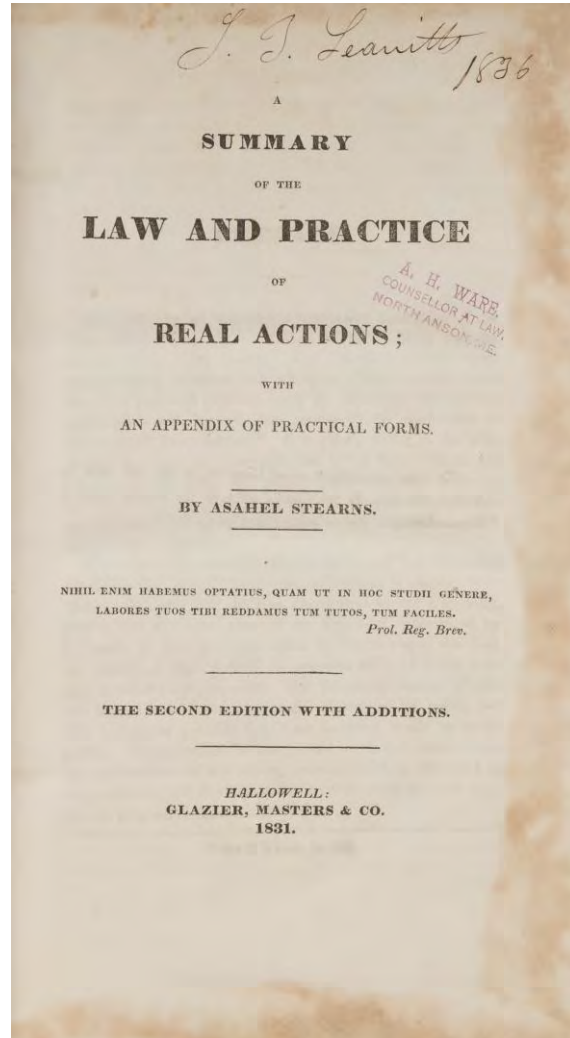 J. J. Leavitts
1836
A
SUMMARY
OF THE
LAW AND PRACTICE
OF
A. H. WARE,
COUNSELLOR AT LAW,
NORTH ANSON, ME.
REAL ACTIONS;
WITH
AN APPENDIX OF PRACTICAL FORMS.
BY ASAHEL STEARNS.
NIHIL ENIM HABEMUS OPTATIUS, QUAM UT IN HOC STUDII GENERE,
LABORES TUOS TIBI REDDAMUS TUM TUTOS, TUM FACILES.
Prol. Reg. Brev.
THE SECOND EDITION WITH ADDITIONS.
HALLOWELL:
GLAZIER, MASTERS & CO.
1831.